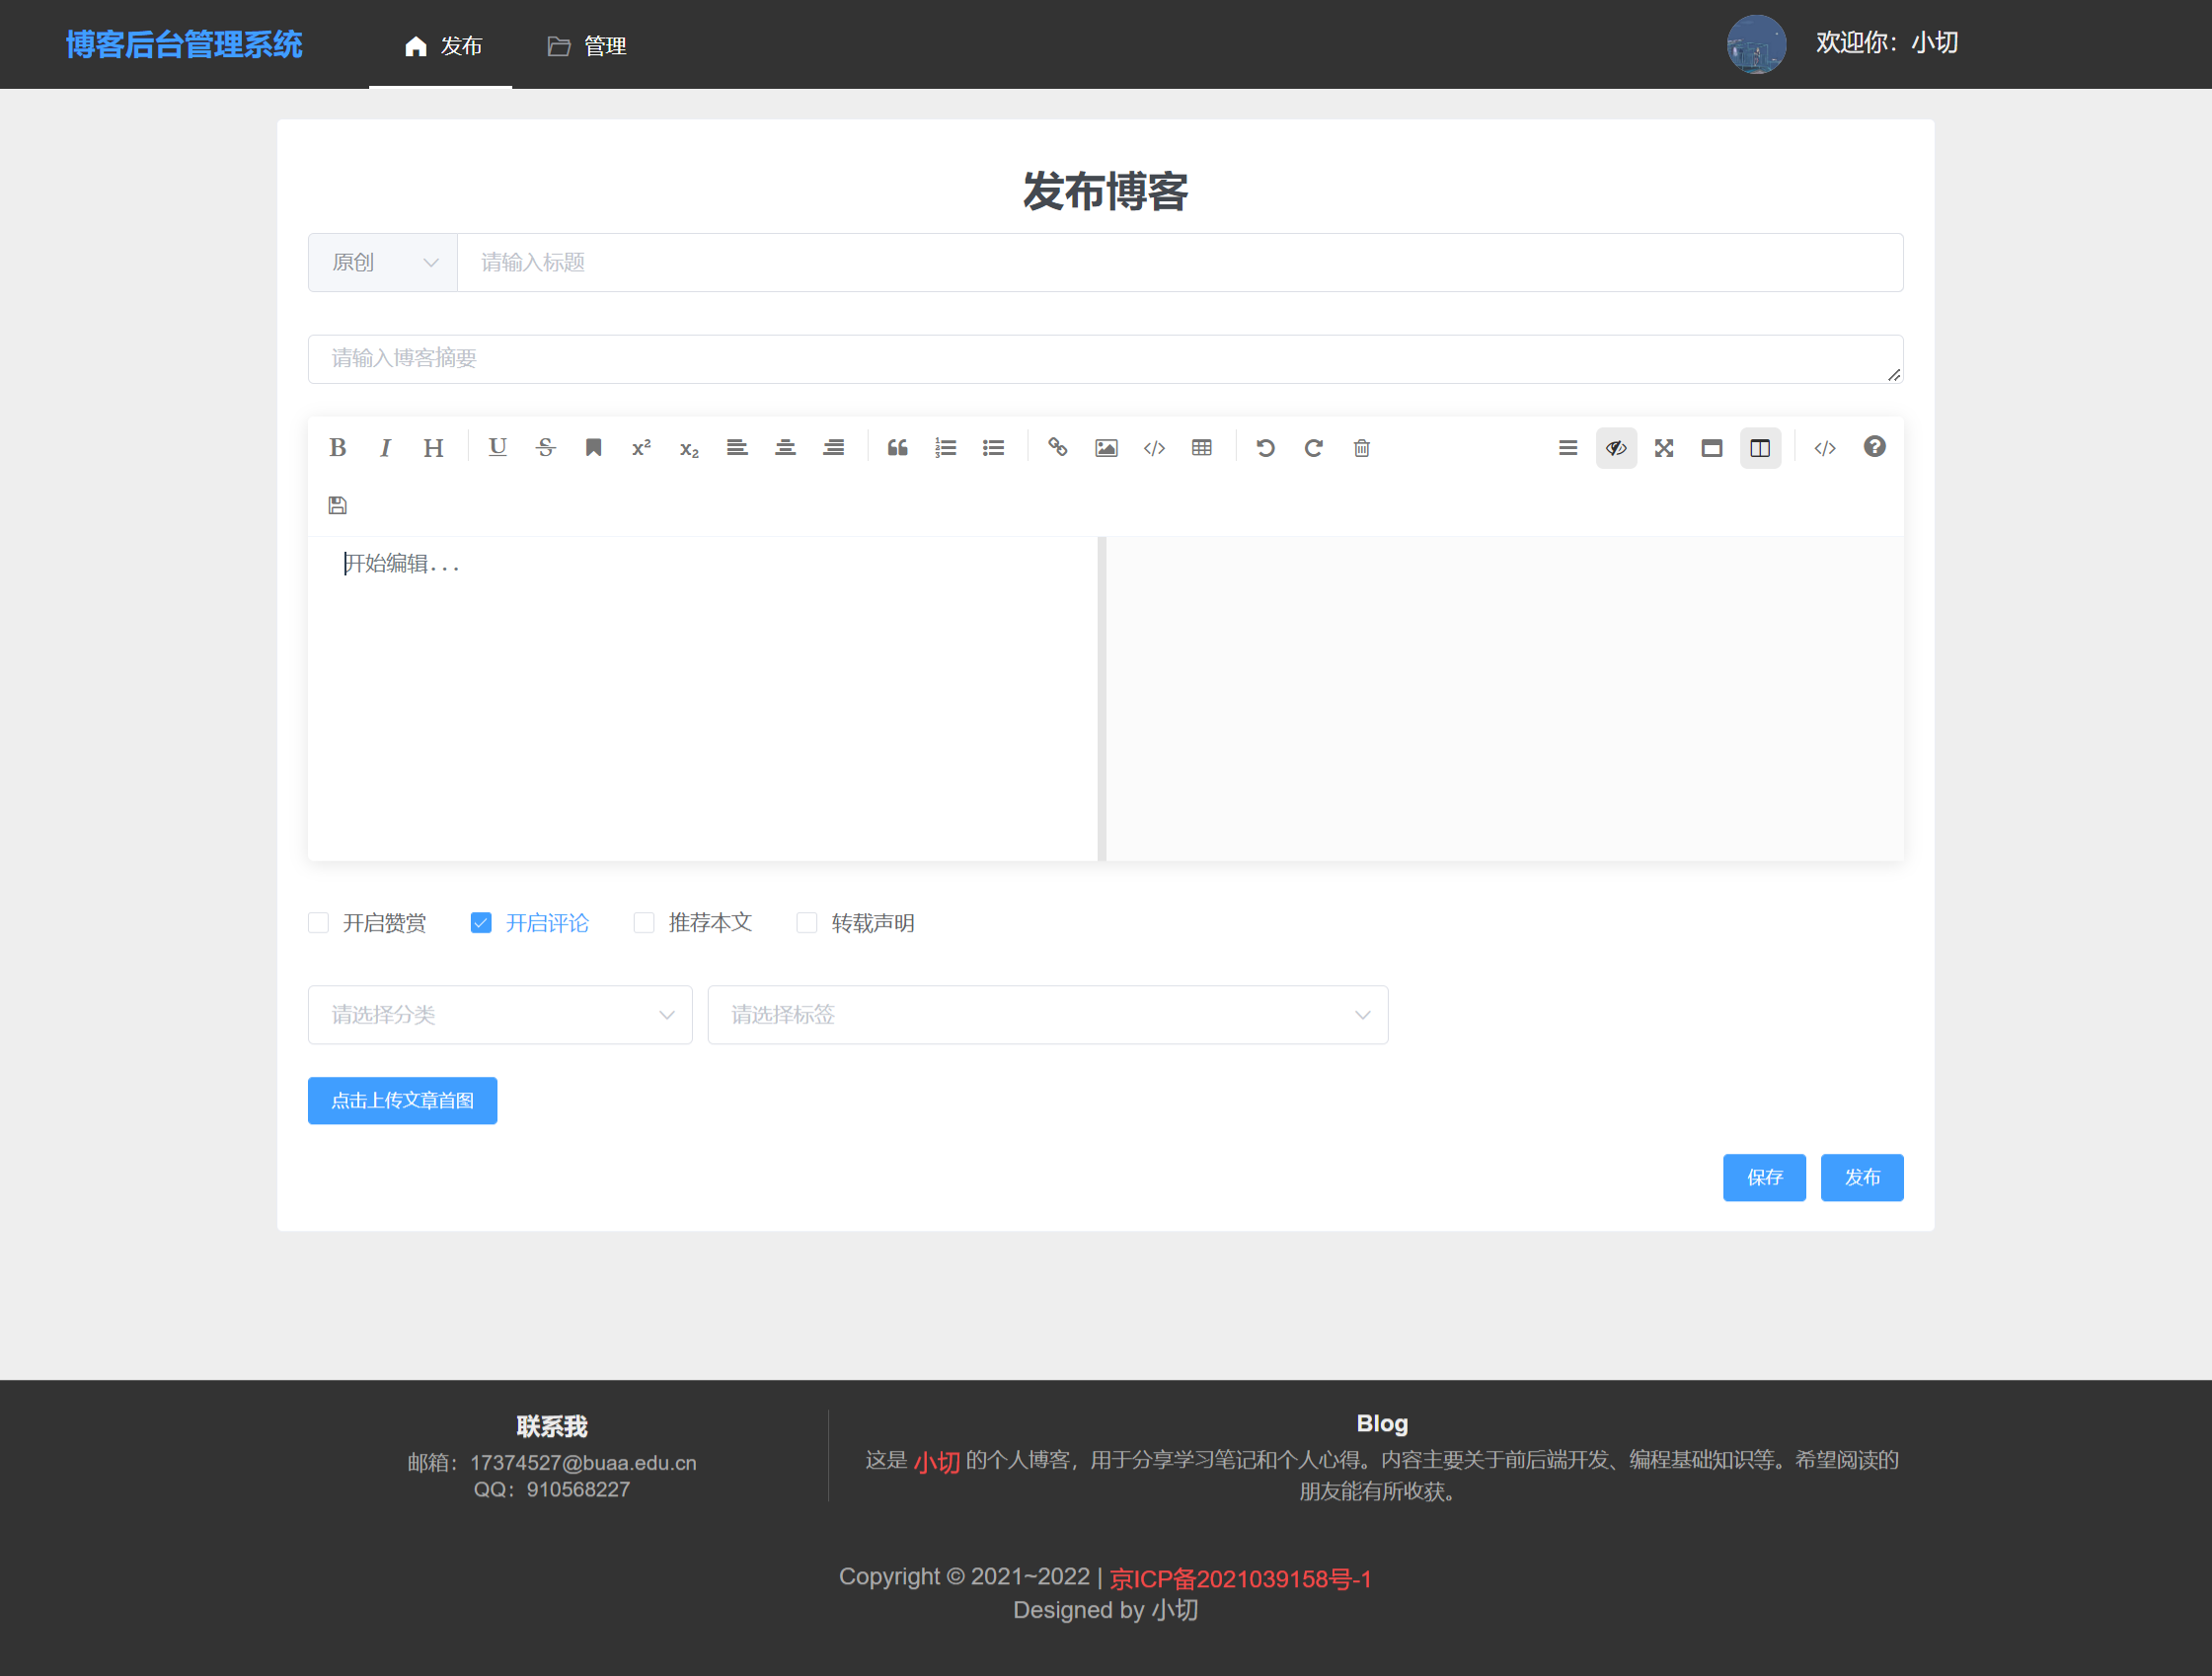 博客后台管理系统 发布 管理 欢迎你：小切
发布博客
原创 请输入标题
请输入博客摘要
开始编辑...
开启赞赏 开启评论 推荐本文 转载声明
请选择分类 请选择标签
点击上传文章首图
保存 发布
联系我
邮箱：17374527@buaa.edu.cn
QQ：910568227
Blog
这是 小切 的个人博客，用于分享学习笔记和个人心得。内容主要关于前后端开发、编程基础知识等。希望阅读的
朋友能有所收获。
Copyright © 2021~2022 | 京ICP备2021039158号-1
Designed by 小切